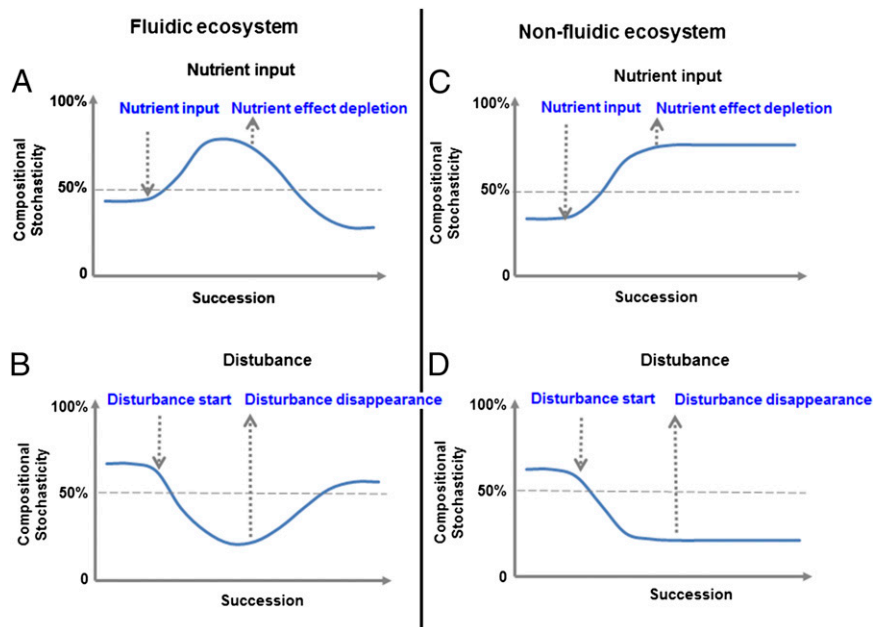 Fluidic ecosystem
Non-fluidic ecosystem
A
Nutrient input
100%
Nutrient input
Nutrient effect depletion
50%
0
Compositional
Stochasticity
Succession
C
Nutrient input
100%
Nutrient input
Nutrient effect depletion
50%
0
Compositional
Stochasticity
Succession
B
Distubance
100%
Disturbance start
Disturbance disappearance
50%
0
Compositional
Stochasticity
Succession
D
Distubance
100%
Disturbance start
Disturbance disappearance
50%
0
Compositional
Stochasticity
Succession